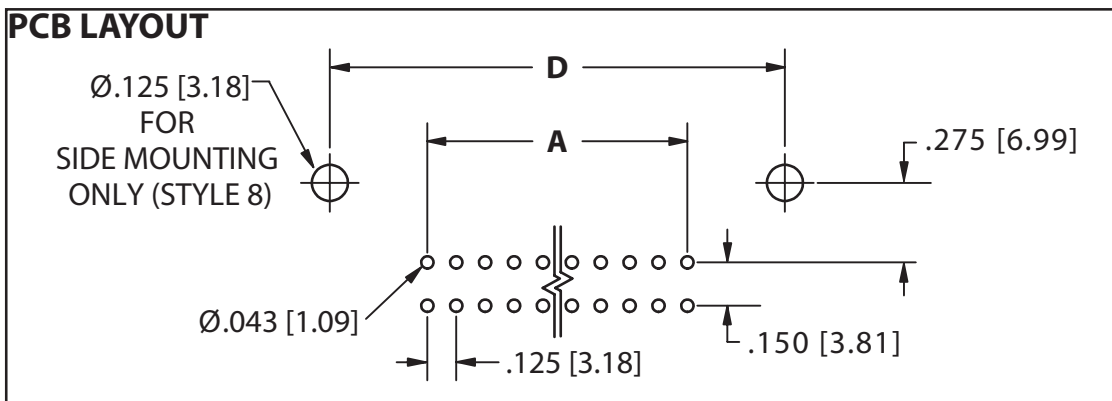 PCB LAYOUT
D
Ø.125 [3.18]
FOR
SIDE MOUNTING
ONLY (STYLE 8)
A
.275 [6.99]
Ø.043 [1.09]
.125 [3.18]
.150 [3.81]